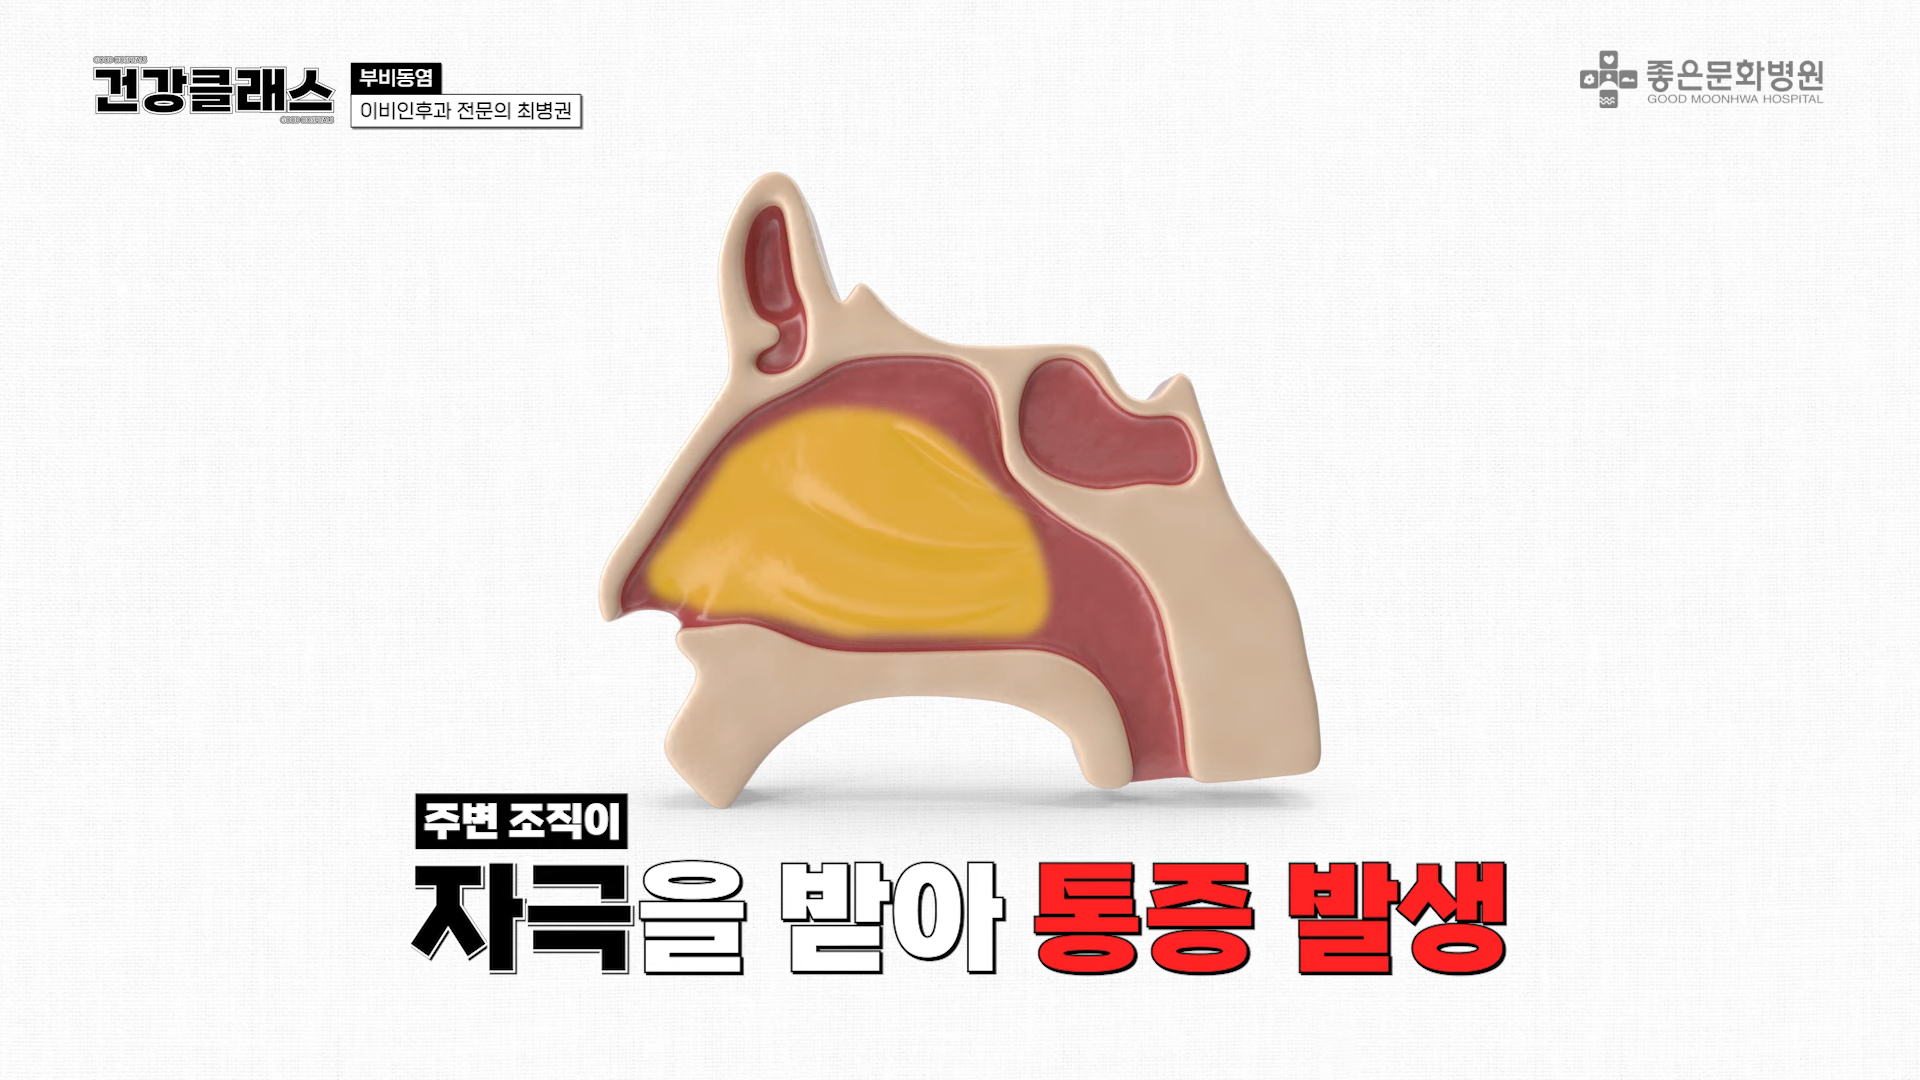 건강클래스
부비동염
이비인후과 전문의 최병권
좋은문화병원
GOOD MOONHWA HOSPITAL
주변 조직이
자극을 받아 통증 발생